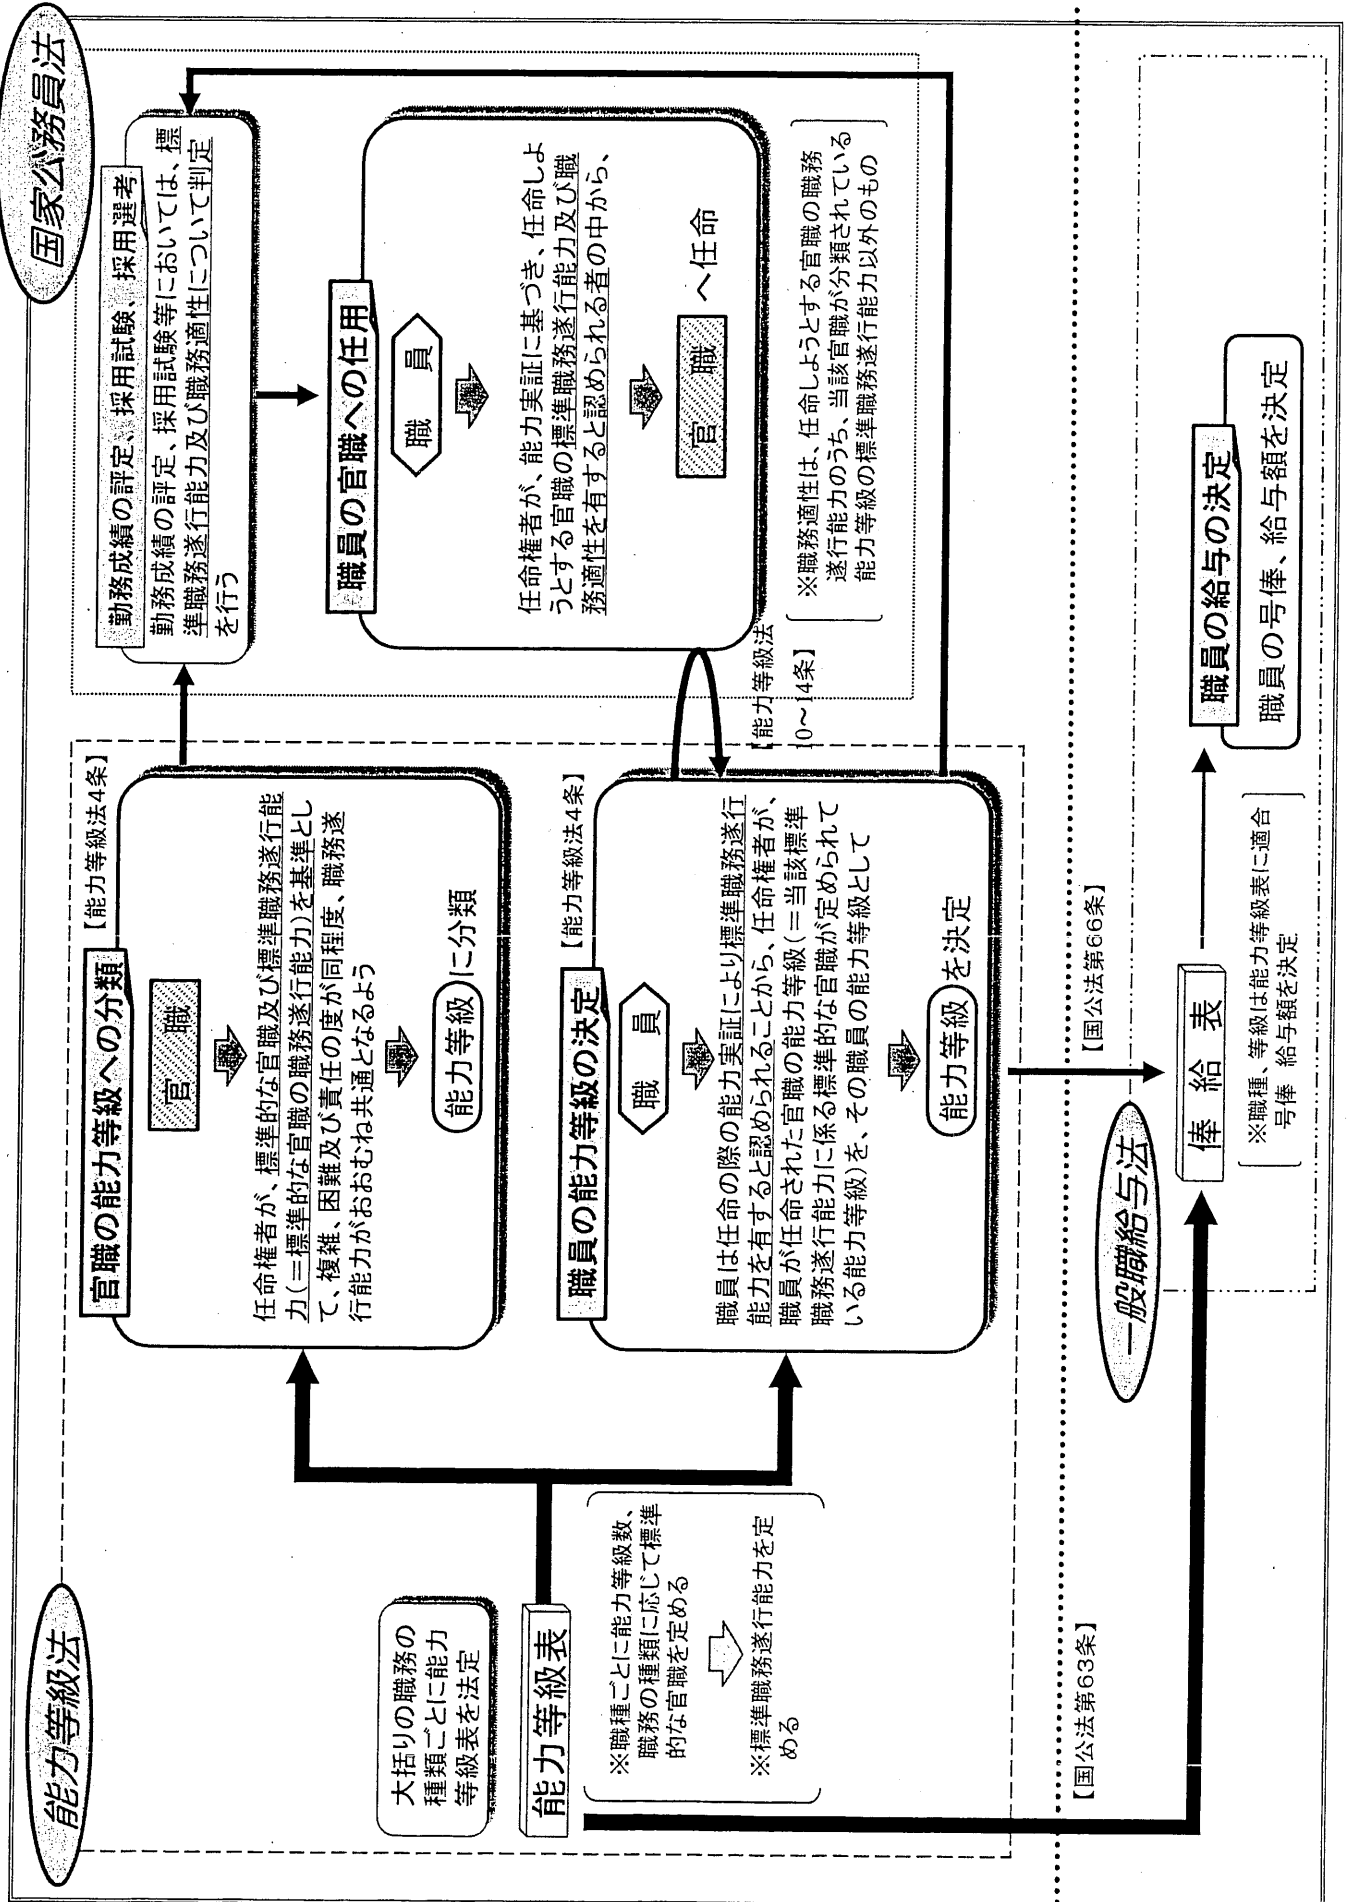 能力等級法
大括りの職務の
種類ごとに能力
等級表を法定
能力等級表
※職種ごとに能力等級数、
職務の種類に応じて標準
的な官職を定める
※標準職務遂行能力を定
める
官職の能力等級への分類
【能力等級法4条】
官 職
任命権者が、標準的な官職及び標準職務遂行能
力(=標準的な官職の職務遂行能力)を基準とし
て、複雑、困難及び責任の度が同程度、職務遂
行能力がおおむね共通となるよう
能力等級に分類
職員の能力等級の決定
【能力等級法4条】
職 員
職員は任命の際の能力実証により標準職務遂行
能力を有すると認められることから、任命権者が、
職員が任命された官職の能力等級(=当該標準
職務遂行能力に係る標準的な官職が定められて
いる能力等級)を、その職員の能力等級として
能力等級を決定
国家公務員法
勤務成績の評定、採用試験、採用選考
勤務成績の評定、採用試験等においては、標
準職務遂行能力及び職務適性について判定
を行う
職員の官職への任用
職 員
任命権者が、能力実証に基づき、任命しよ
うとする官職の標準職務遂行能力及び職
務適性を有すると認められる者の中から、
官 職 へ任命
【能力等級法
10~14条】
※職務適性は、任命しようとする官職の職務
遂行能力のうち、当該官職が分類されている
能力等級の標準職務遂行能力以外のもの
【国公法第63条】
【国公法第66条】
一般職給与法
俸 給 表
※職種、等級は能力等級表に適合
号俸、給与額を決定
職員の給与の決定
職員の号俸、給与額を決定